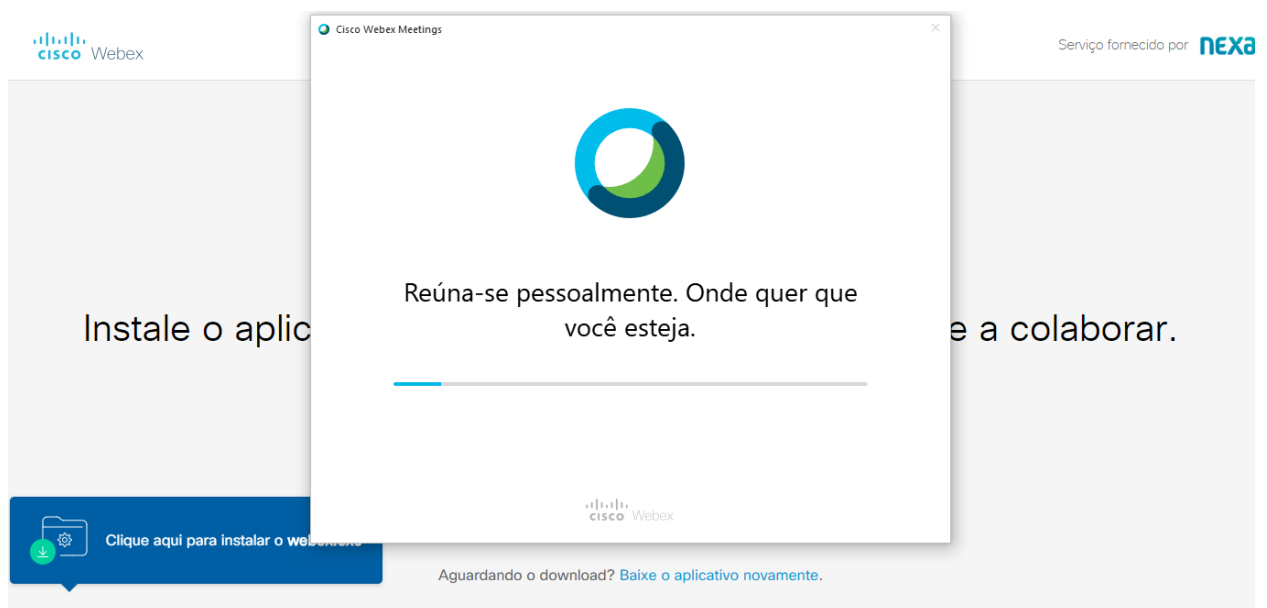 cisco Webex
Cisco Webex Meetings
Serviço fornecido por nexa
Reúna-se pessoalmente. Onde quer que
você esteja.
Instale o aplic
e a colaborar.
cisco Webex
Clique aqui para instalar o
Aguardando o download? Baixe o aplicativo novamente.